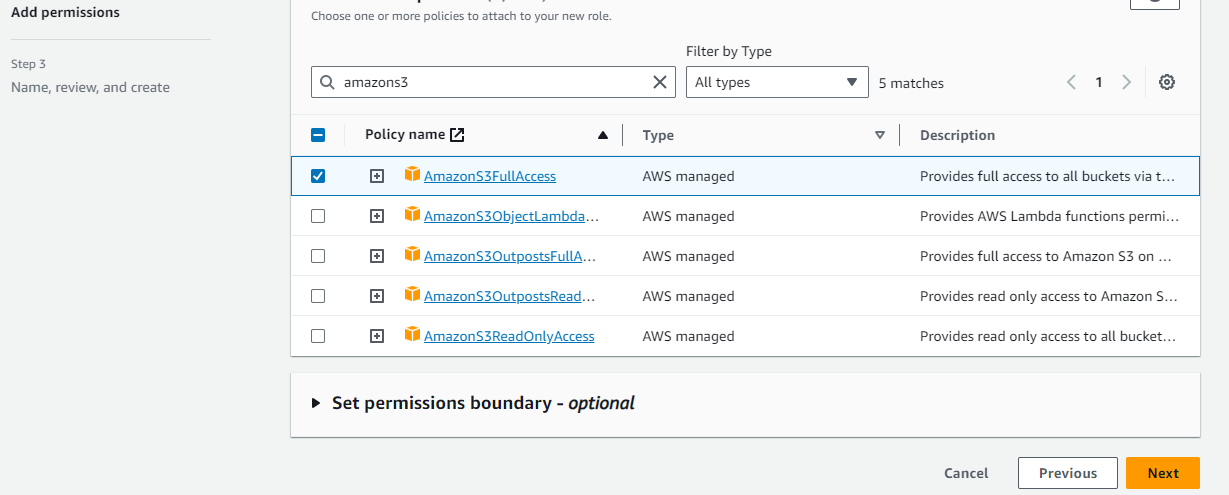 Add permissions
Step 3
Name, review, and create
Choose one or more policies to attach to your new role.
Filter by Type
amazons3
All types
5 matches
1
Policy name
Type
Description
AmazonS3FullAccess
AWS managed
Provides full access to all buckets via t...
AmazonS3ObjectLambda...
AWS managed
Provides AWS Lambda functions permi...
AmazonS3OutpostsFullA...
AWS managed
Provides full access to Amazon S3 on ...
AmazonS3OutpostsRead...
AWS managed
Provides read only access to Amazon S...
AmazonS3ReadOnlyAccess
AWS managed
Provides read only access to all bucket...
Set permissions boundary - optional
Cancel
Previous
Next